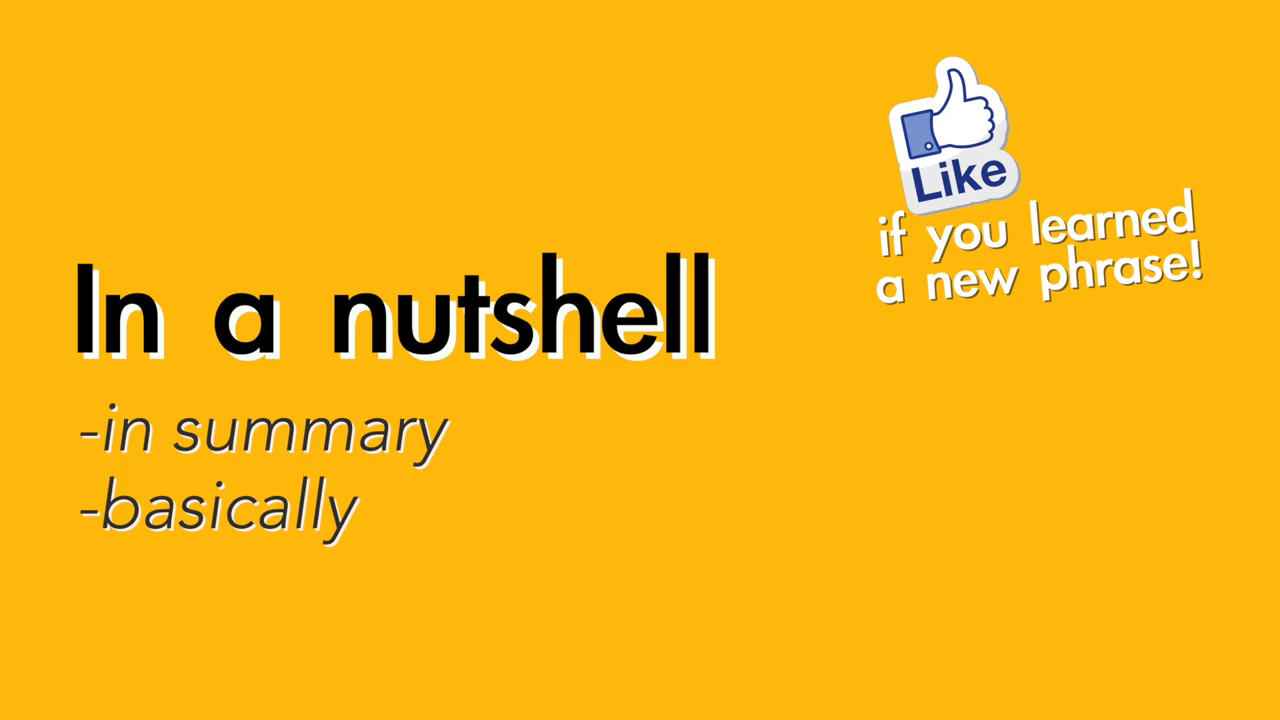 In a nutshell
-in summary
-basically
Like
if you learned
a new phrase!